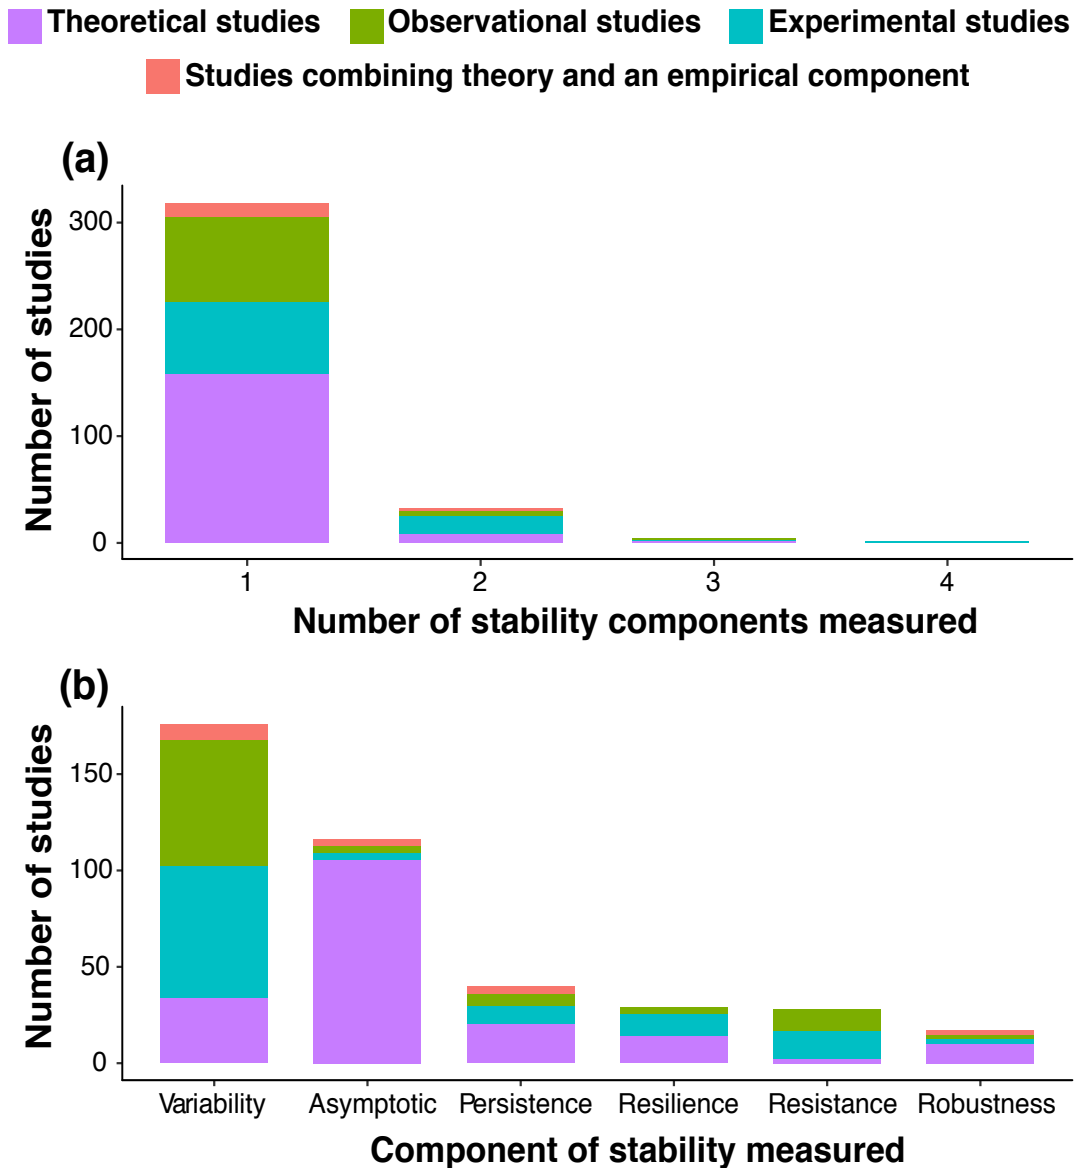 Theoretical studies Observational studies Experimental studies
Studies combining theory and an empirical component
(a)
Number of studies
300
200
100
0
1 2 3 4
Number of stability components measured
(b)
Number of studies
150
100
50
0
Variability Asymptotic Persistence Resilience Resistance Robustness
Component of stability measured